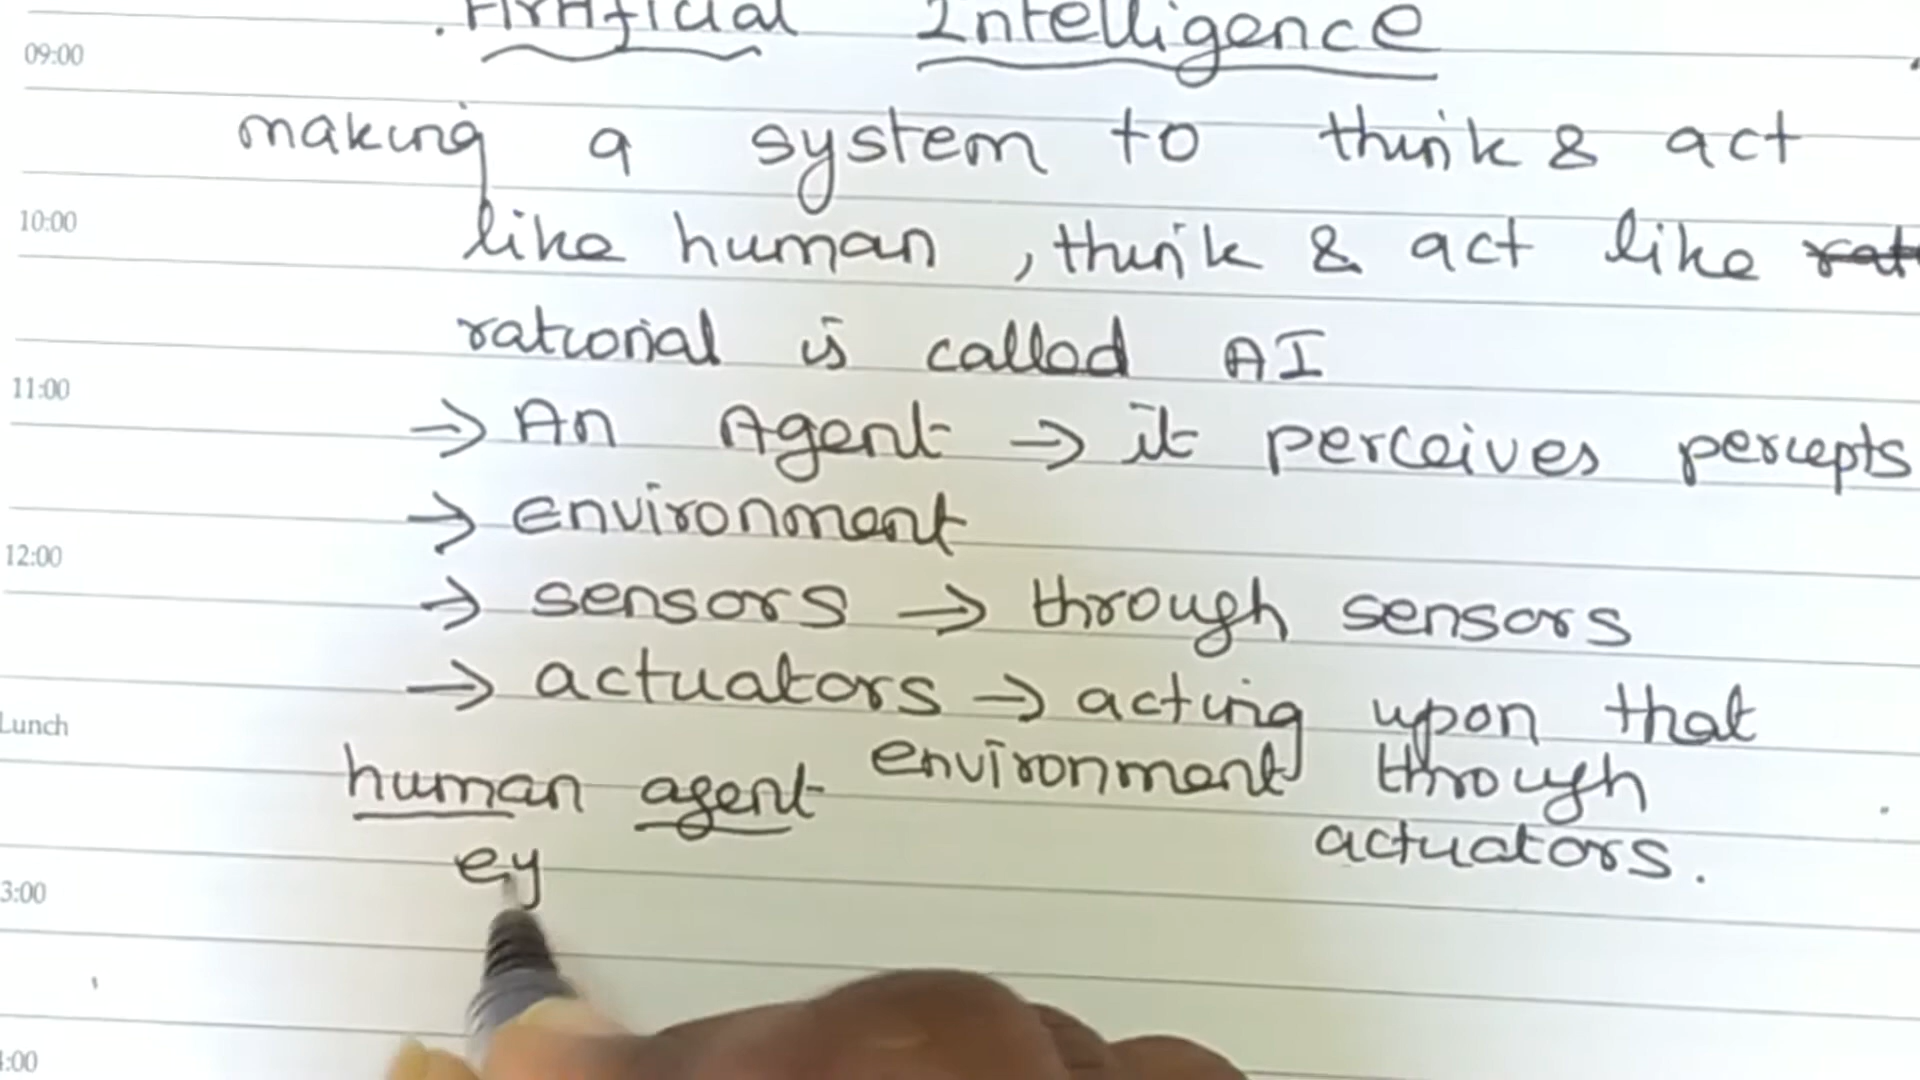 . Artificial Intelligence
09:00
making a system to think & act
10:00
like human , think & act like
rational is called AI
11:00
→ An Agent → it perceives percepts
→ environment
12:00
→ sensors → through sensors
→ actuators → acting upon that
Lunch
environment through
human agent
actuators.
ey
3:00
:00